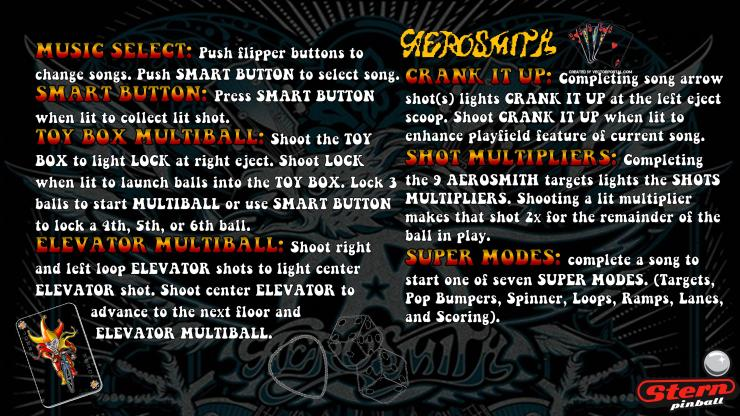 MUSIC SELECT: Push flipper buttons to
change songs. Push SMART BUTTON to select song.
SMART BUTTON: Press SMART BUTTON
when lit to collect lit shot.
TOY BOX MULTIBALL: Shoot the TOY
BOX to light LOCK at right eject. Shoot LOCK
when lit to launch balls into the TOY BOX. Lock 3
balls to start MULTIBALL or use SMART BUTTON
to lock a 4th, 5th, or 6th ball.
ELEVATOR MULTIBALL: Shoot right
and left loop ELEVATOR shots to light center
ELEVATOR shot. Shoot center ELEVATOR to
advance to the next floor and
ELEVATOR MULTIBALL.
AEROSMITH
CREATED BY VECTORPORTAL.COM
CRANK IT UP: Completing song arrow
shot(s) lights CRANK IT UP at the left eject
scoop. Shoot CRANK IT UP when lit to
enhance playfield feature of current song.
SHOT MULTIPLIERS: Completing
the 9 AEROSMITH targets lights the SHOTS
MULTIPLIERS. Shooting a lit multiplier
makes that shot 2x for the remainder of the
ball in play.
SUPER MODES: complete a song to
start one of seven SUPER MODES. (Targets,
Pop Bumpers, Spinner, Loops, Ramps, Lanes,
and Scoring).
AEROSMITH
Stern
pinball